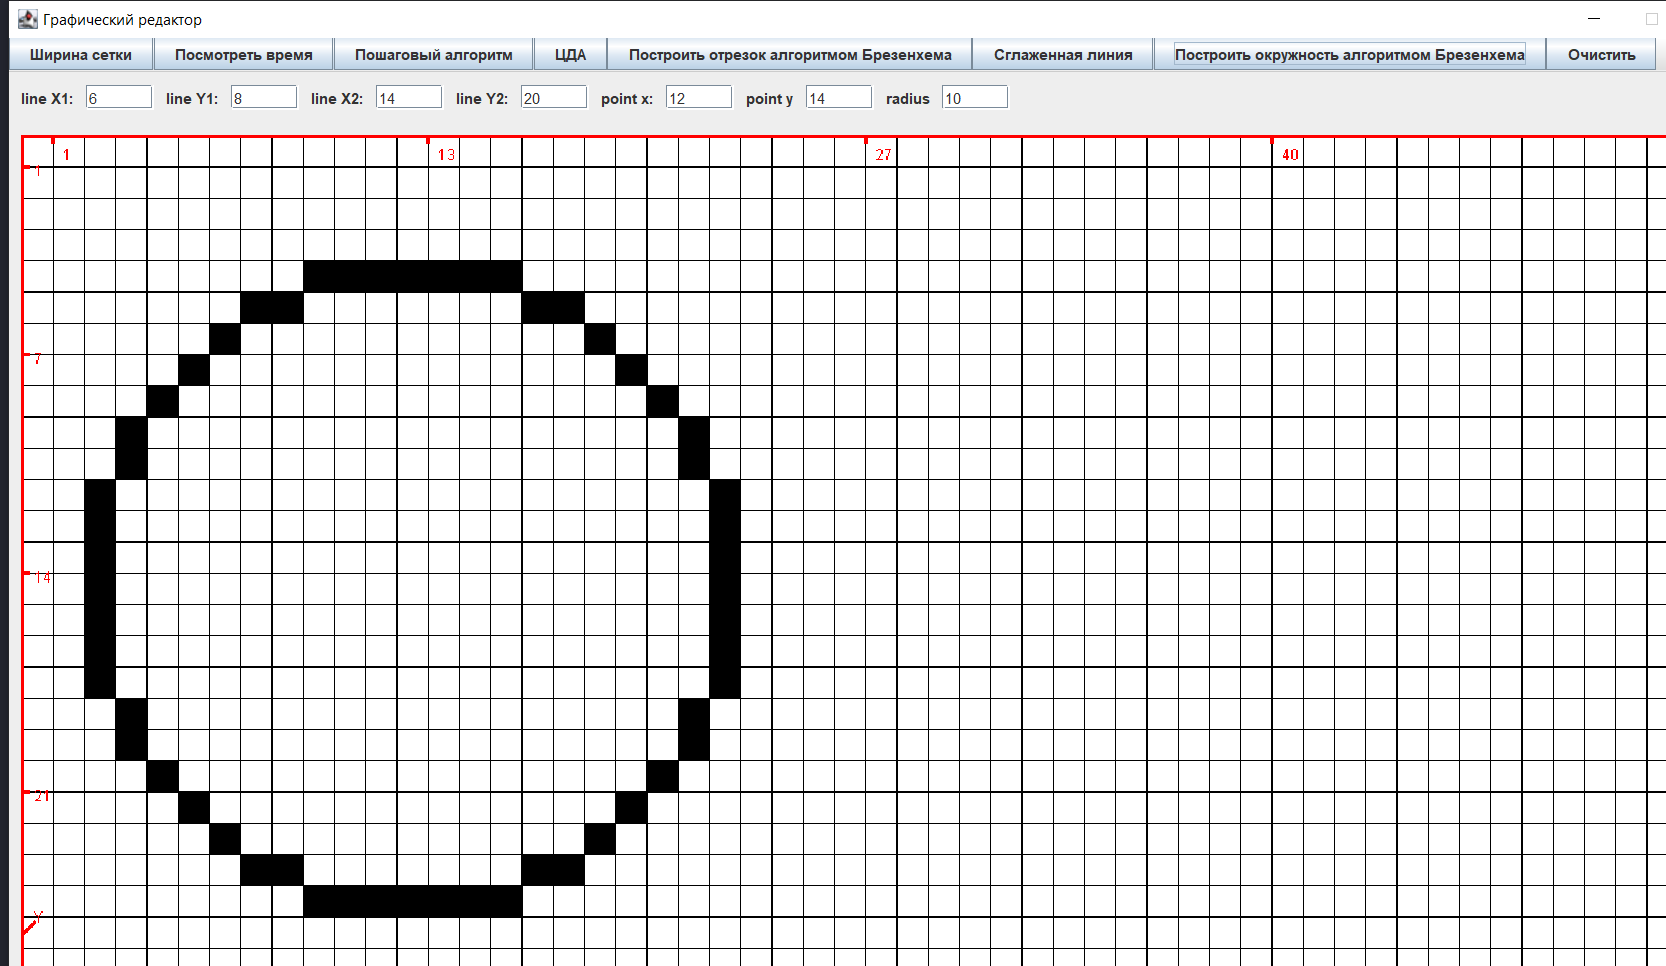 Графический редактор
Ширина сетки Посмотреть время Пошаговый алгоритм ЦДА Построить отрезок алгоритмом Брезенхема Сглаженная линия Построить окружность алгоритмом Брезенхема Очистить
line X1: 6 line Y1: 8 line X2: 14 line Y2: 20 point x: 12 point y 14 radius 10
1 13 27 40
1
7
14
21
Y